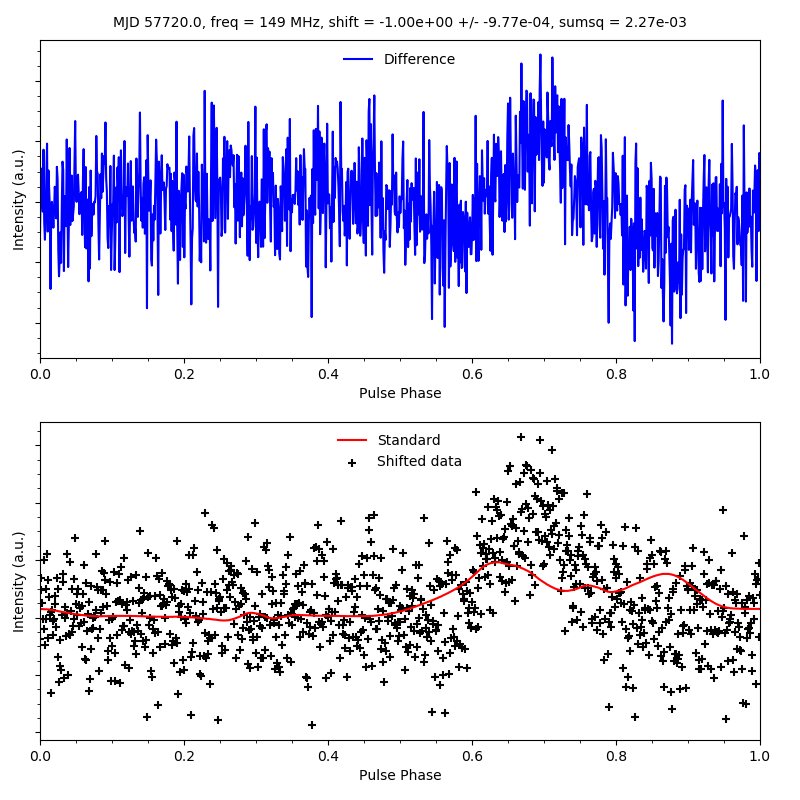 MJD 57720.0, freq = 149 MHz, shift = -1.00e+00 +/- -9.77e-04, sumsq = 2.27e-03
Difference
Intensity (a.u.)
0.0 0.2 0.4 0.6 0.8 1.0
Pulse Phase
Standard
Shifted data
Intensity (a.u.)
0.0 0.2 0.4 0.6 0.8 1.0
Pulse Phase